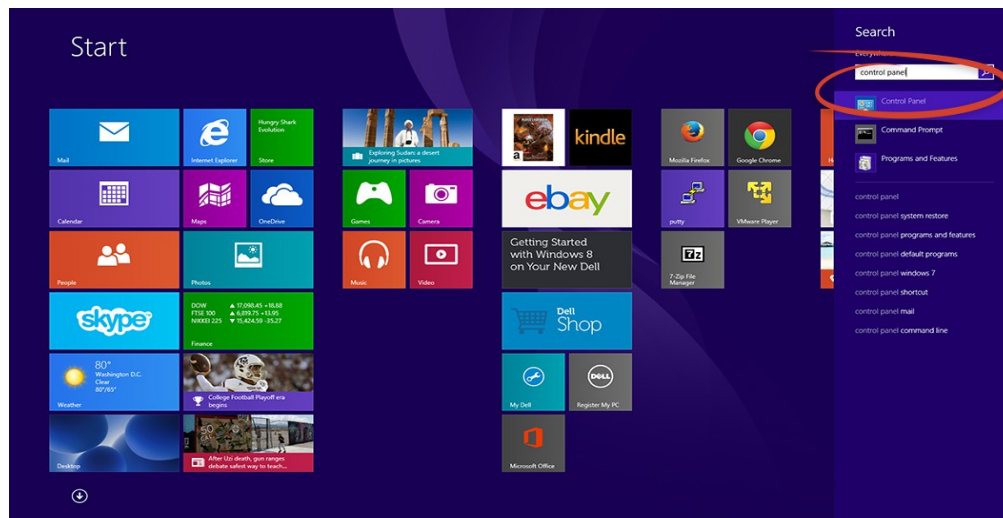 Start
Search
Everywhere
control panel
Control Panel
Command Prompt
Programs and Features
control panel
control panel system restore
control panel programs and features
control panel default programs
control panel windows 7
control panel shortcut
control panel mail
control panel command line
Mail
Internet Explorer
Hungry Shark
Evolution
Store
Exploring Sudan: a desert
journey in pictures
a
kindle
Mozilla Firefox
Google Chrome
Calendar
Maps
OneDrive
Games
Camera
ebay
putty
VMware Player
People
Photos
Music
Video
Getting Started
with Windows 8
on Your New Dell
7z
7-Zip File
Manager
skype
DOW ▲ 17,098.45 +18.88
FTSE 100 ▲ 6,819.75 +13.95
NIKKEI 225 ▼ 15,424.59 -35.27
Finance
Dell
Shop
80°
Washington D.C.
Clear
80°/65°
Weather
College Football Playoff era
begins
My Dell
DELL
Register My PC
Desktop
After Uzi death, gun ranges
debate safest way to teach...
Microsoft Office